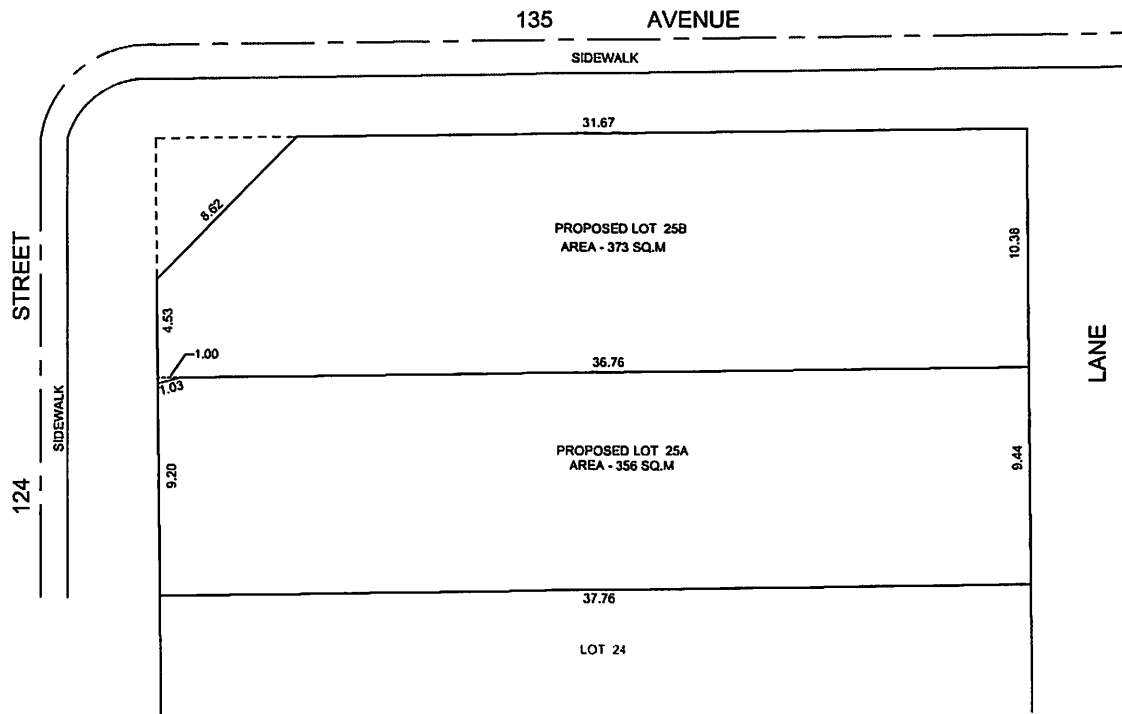 135 AVENUE
SIDEWALK
31.67
8.62
PROPOSED LOT 25B
AREA - 373 SQ.M
10.38
124 STREET
SIDEWALK
4.53
1.00
36.76
1.03
LANE
PROPOSED LOT 25A
AREA - 356 SQ.M
9.20
9.44
37.76
LOT 24